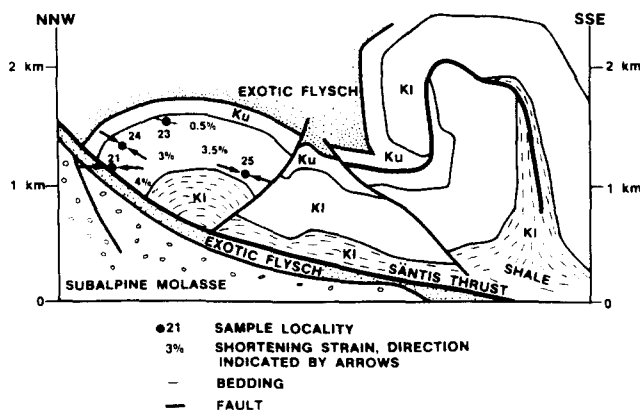 NNW SSE
2 km 2 km
EXOTIC FLYSCH
Kl
Ku
24 23 0.5%
Ku
Ku
3% 3.5% 25
21
1 km 1 km
4%
Kl
Kl
Kl
Kl
EXOTIC FLYSCH
SANTIS THRUST
SHALE
SUBALPINE MOLASSE
0 0
21 SAMPLE LOCALITY
3% SHORTENING STRAIN, DIRECTION
INDICATED BY ARROWS
BEDDING
FAULT